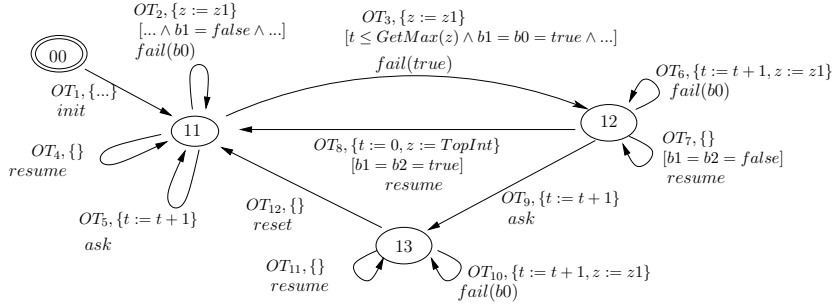 OT2, {z := z1}
[... ∧ b1 = false ∧ ...]
fail(b0)
OT3, {z := z1}
[t ≤ GetMax(z) ∧ b1 = b0 = true ∧ ...]
fail(true)
00
OT1, {...}
init
11
12
OT6, {t := t + 1, z := z1}
fail(b0)
OT4, {}
resume
OT8, {t := 0, z := TopInt}
[b1 = b2 = true]
resume
OT7, {}
[b1 = b2 = false]
resume
OT5, {t := t + 1}
ask
OT12, {}
reset
OT9, {t := t + 1}
ask
13
OT11, {}
resume
OT10, {t := t + 1, z := z1}
fail(b0)